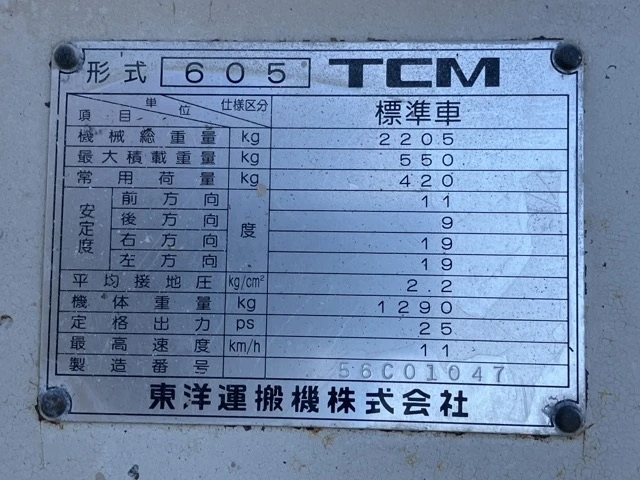 形式 605 TCM
項目 単位 仕様区分 標準車
機械総重量 kg 2205
最大積載重量 kg 550
常用荷重 kg 420
安定度 前方向 度 11
後方向 9
右方向 19
左方向 19
平均接地圧 kg/cm² 2.2
機体重量 kg 1290
定格出力 ps 25
最高速度 km/h 11
製造番号 56C01047
東洋運搬機株式会社